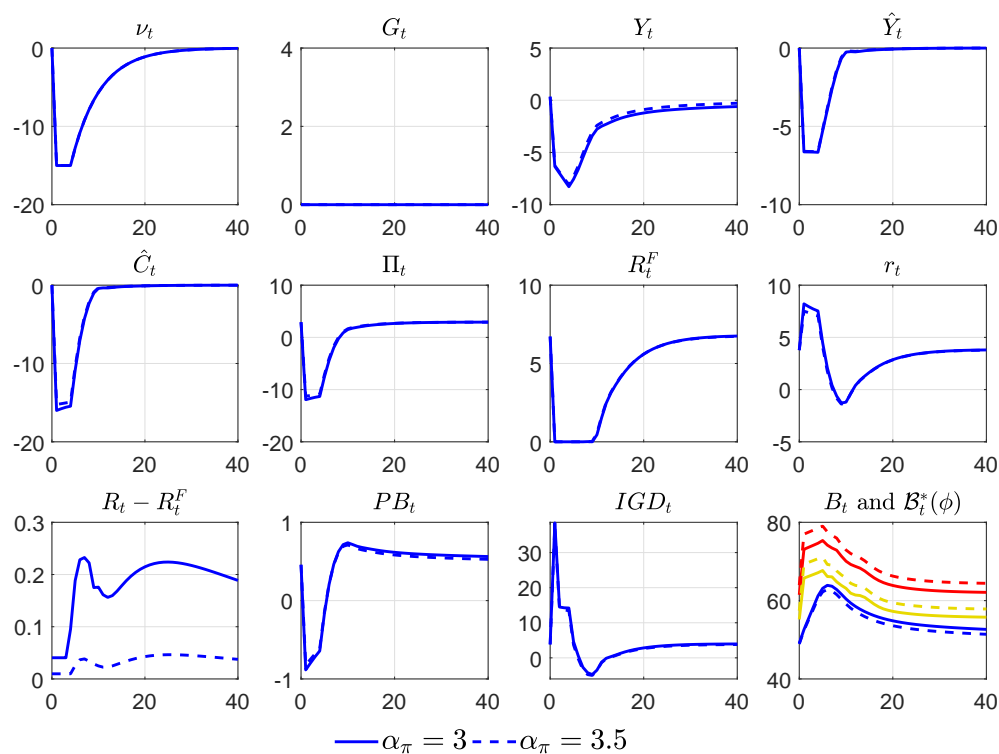 ν_t G_t Y_t Ŷ_t
0 4 5 0
-10 2 0 -5 -10
-20 0 -10
0 20 40 0 20 40 0 20 40 0 20 40
Ĉ_t Π_t R_t^F r_t
0 10 10 10
-10 0 -10 5 5 0
-20 -20 0 -5
0 20 40 0 20 40 0 20 40 0 20 40
R_t − R_t^F PB_t IGD_t B_t and ℬ_t^*(ϕ)
0.3 1 30 80
0.2 0.1 0 20 10 60
0 -1 0 40
0 20 40 0 20 40 0 20 40 0 20 40
α_π = 3 α_π = 3.5